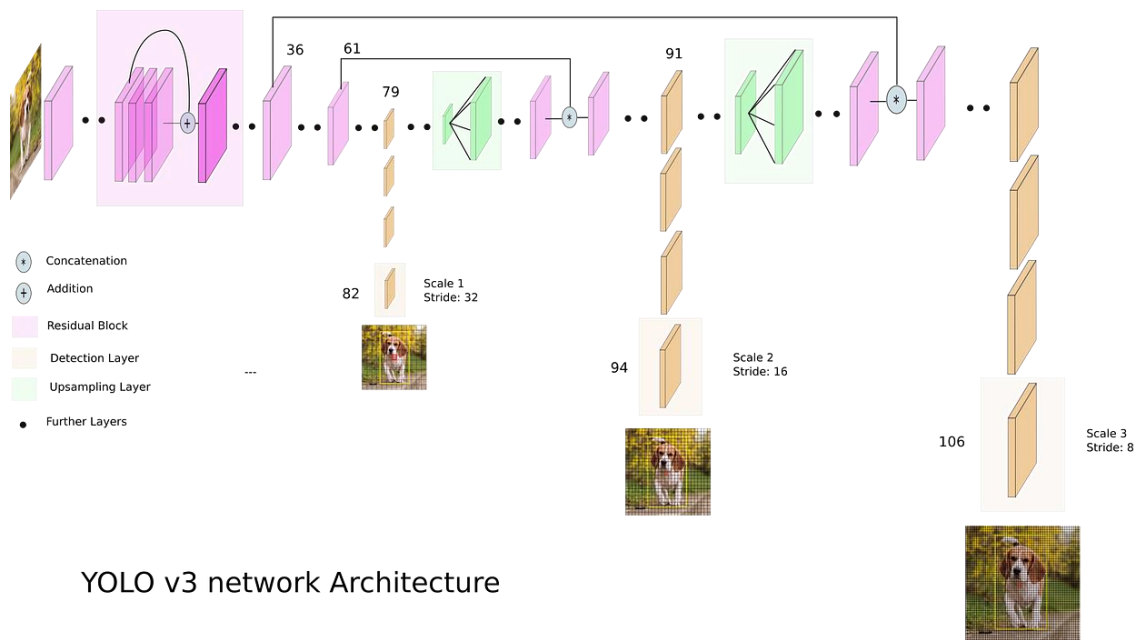 36
61
91
79
+
*
*
* Concatenation
+ Addition
Residual Block
Detection Layer
Upsampling Layer
Further Layers
---
82
Scale 1
Stride: 32
94
Scale 2
Stride: 16
106
Scale 3
Stride: 8
YOLO v3 network Architecture